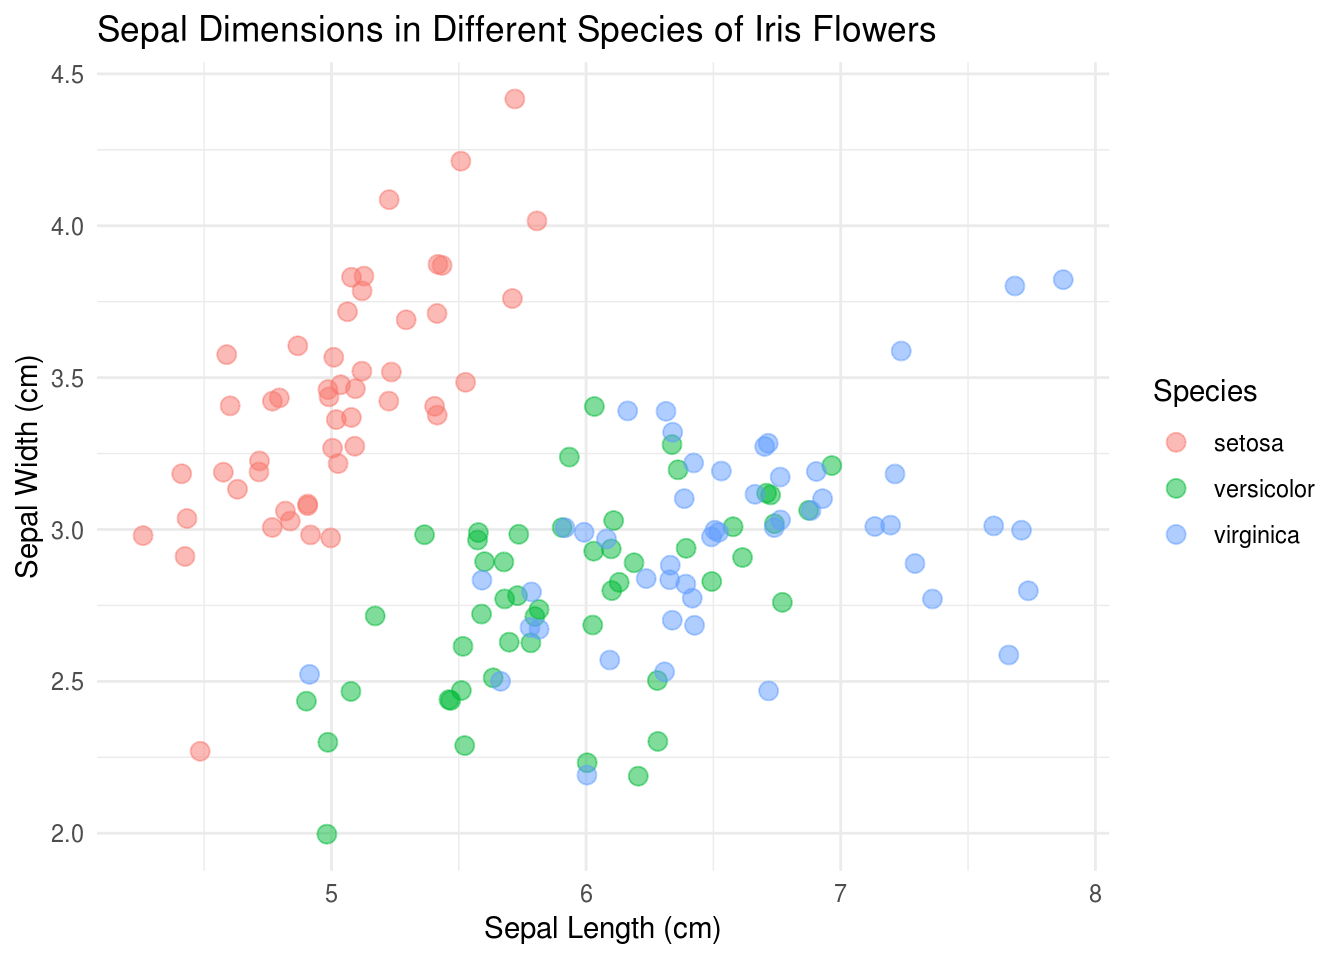 Sepal Dimensions in Different Species of Iris Flowers
4.5
4.0
3.5
3.0
2.5
2.0
Sepal Width (cm)
5
6
7
8
Sepal Length (cm)
Species
setosa
versicolor
virginica